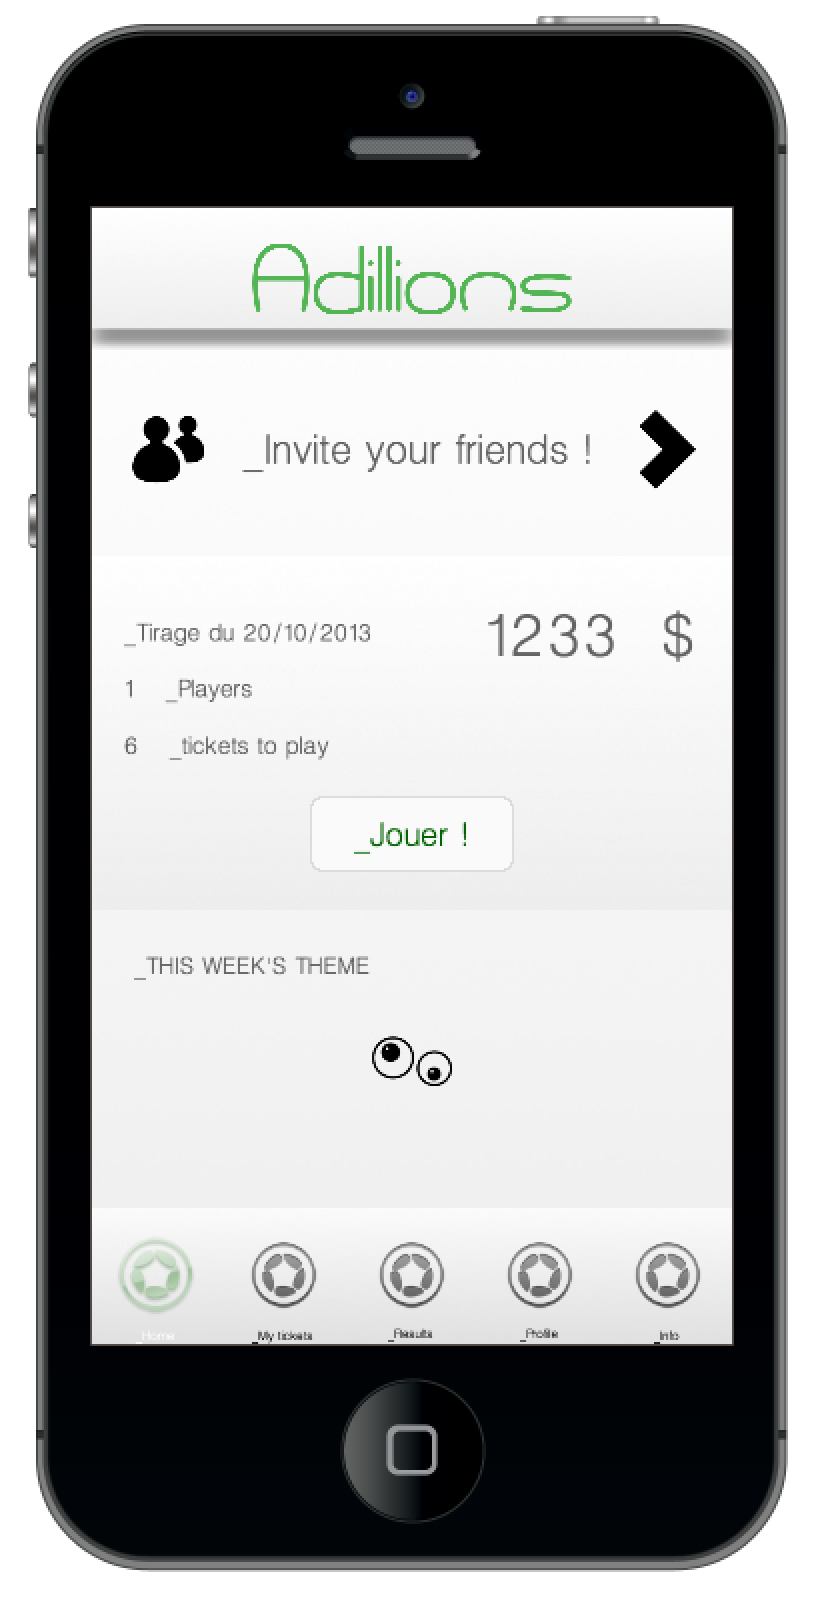 Adillions
_Invite your friends !
_Tirage du 20/10/2013 1233 $
1 _Players
6 _tickets to play
_Jouer !
_THIS WEEK'S THEME
_Home _My tickets _Results _Profile _Info